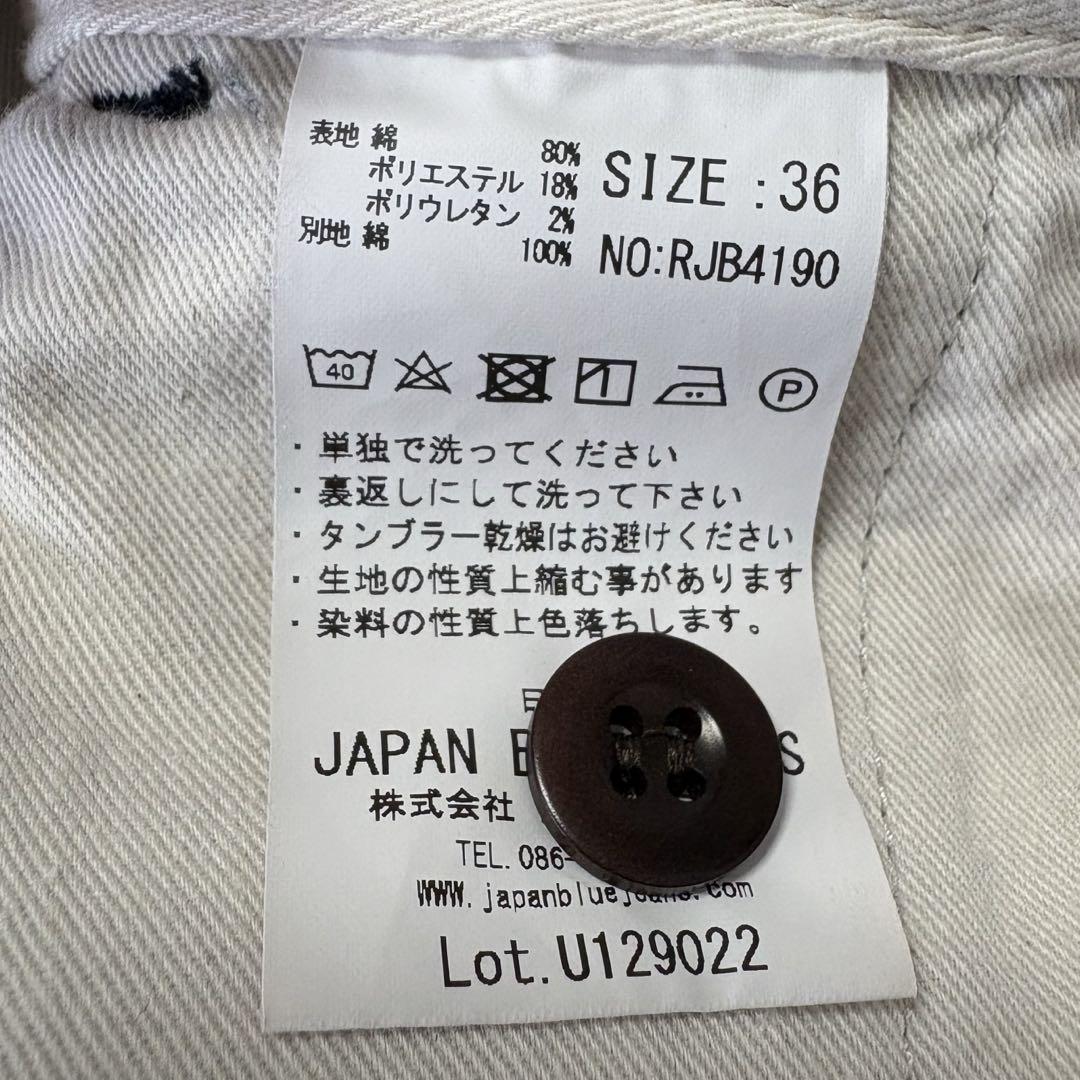 表地 綿 80%
ポリエステル 18%
ポリウレタン 2%
別地 綿 100%
SIZE : 36
NO:RJB4190
40
P
・単独で洗ってください
・裏返しにして洗って下さい
・タンブラー乾燥はお避けください
・生地の性質上縮む事があります
・染料の性質上色落ちします。
JAPAN
株式会社
TEL. 086-
www.japanbluejeans.com
Lot. U129022